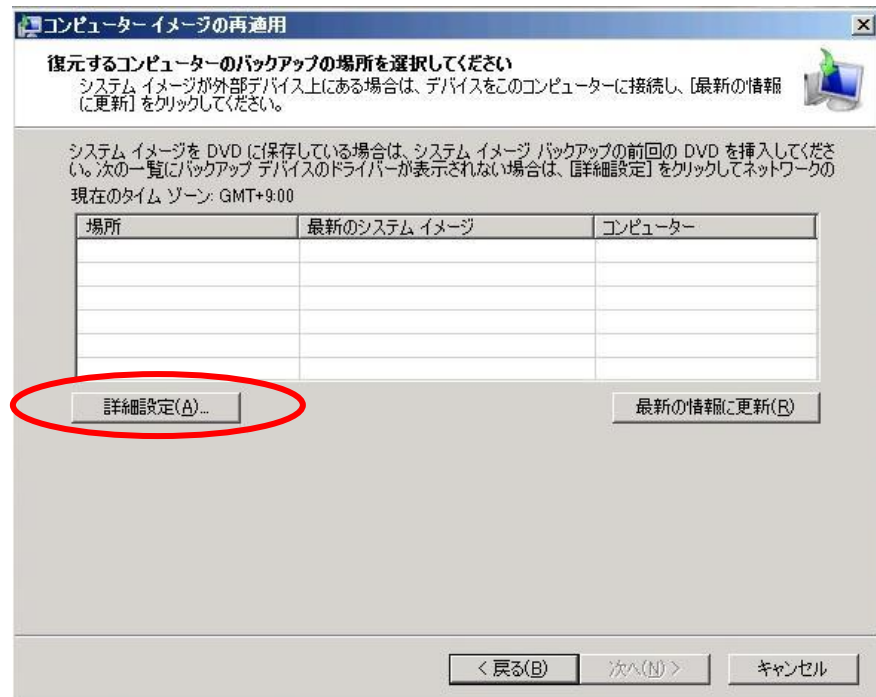 コンピューター イメージの再適用
復元するコンピューターのバックアップの場所を選択してください
システム イメージが外部デバイス上にある場合は、デバイスをこのコンピューターに接続し、[最新の情報
に更新] をクリックしてください。
システム イメージを DVD に保存している場合は、システム イメージ バックアップの前回の DVD を挿入してくださ
い。次の一覧にバックアップ デバイスのドライバーが表示されない場合は、[詳細設定] をクリックしてネットワークの
現在のタイム ゾーン: GMT+9:00
場所 最新のシステム イメージ コンピューター
詳細設定(A)... 最新の情報に更新(R)
< 戻る(B) 次へ(N) > キャンセル